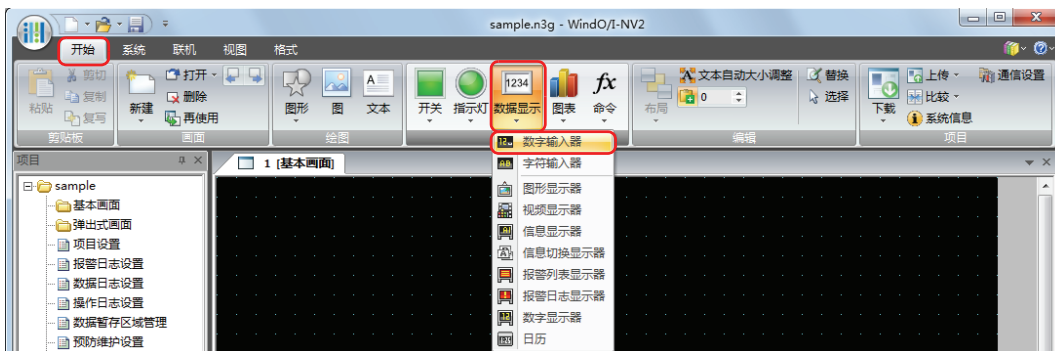 sample.n3g - WindO/I-NV2
开始 系统 联机 视图 格式
粘贴 剪切 复制 复写 剪贴板
新建 打开 删除 再使用 画面
图形 图 文本 绘图
A
1234
开关 指示灯 数据显示 图表 fx 命令
布局 文本自动大小调整 0 替换 选择 编辑
下载 上传 比较 系统信息 通信设置 项目
数字输入器
字符输入器
图形显示器
视频显示器
信息显示器
信息切换显示器
报警列表显示器
报警日志显示器
数字显示器
日历
项目
1 [基本画面]
sample
基本画面
弹出式画面
项目设置
报警日志设置
数据日志设置
操作日志设置
数据暂存区域管理
预防维护设置